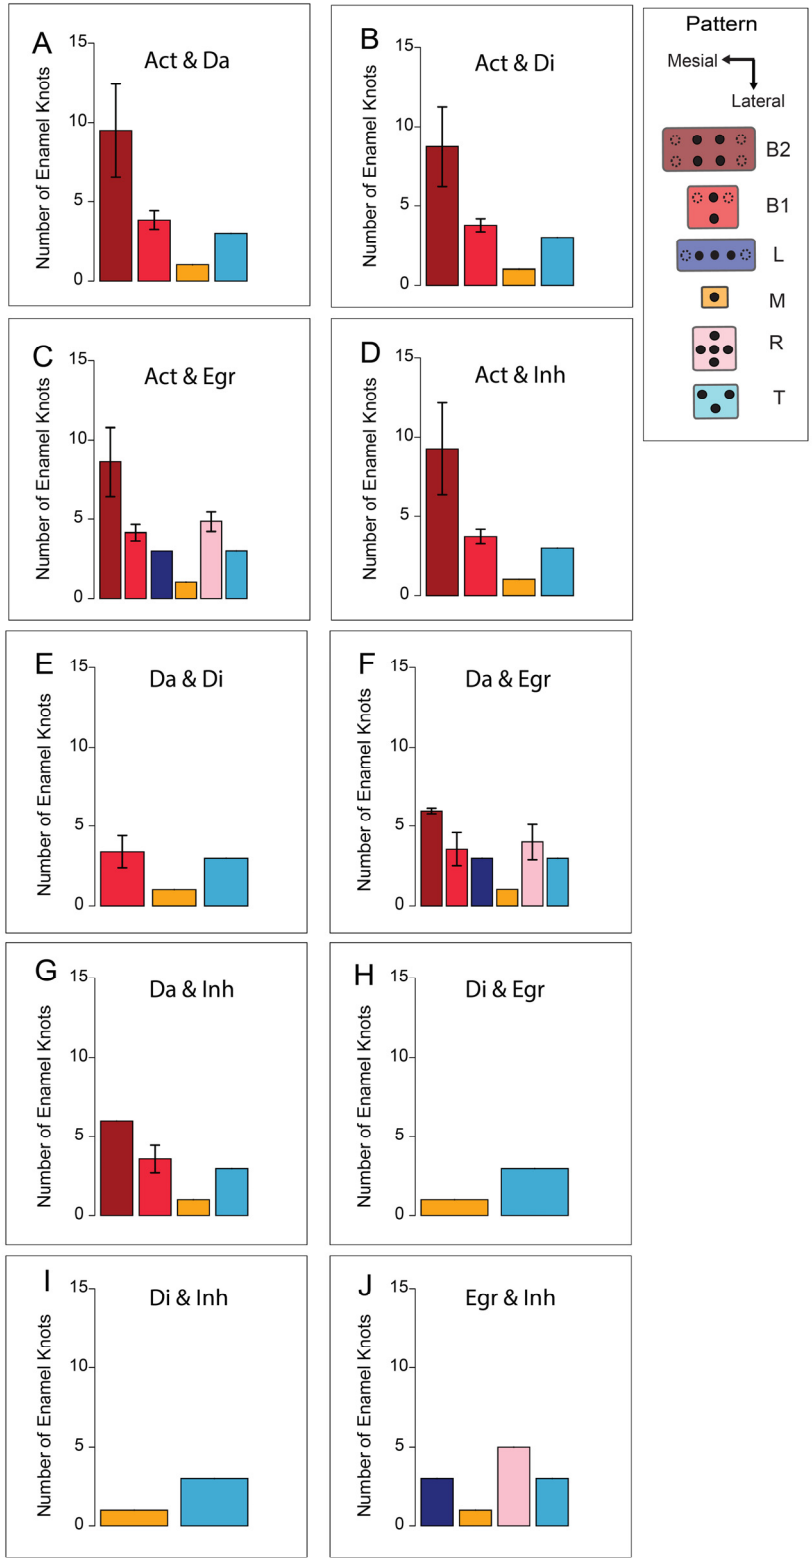 A
Act & Da
Number of Enamel Knots
15
10
5
0
B
Act & Di
Number of Enamel Knots
15
10
5
0
Pattern
Mesial
Lateral
B2
B1
L
M
R
T
C
Act & Egr
Number of Enamel Knots
15
10
5
0
D
Act & Inh
Number of Enamel Knots
15
10
5
0
E
Da & Di
Number of Enamel Knots
15
10
5
0
F
Da & Egr
Number of Enamel Knots
15
10
5
0
G
Da & Inh
Number of Enamel Knots
15
10
5
0
H
Di & Egr
Number of Enamel Knots
15
10
5
0
I
Di & Inh
Number of Enamel Knots
15
10
5
0
J
Egr & Inh
Number of Enamel Knots
15
10
5
0